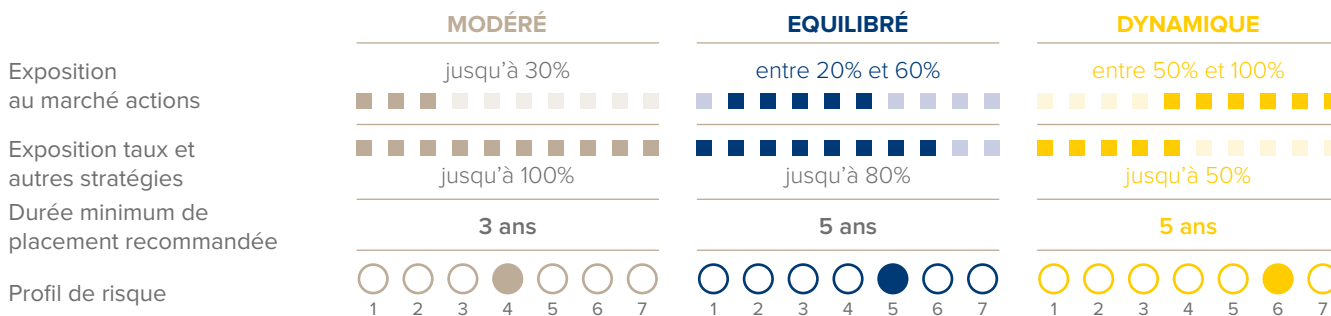 MODÉRÉ EQUILIBRÉ DYNAMIQUE
Exposition
au marché actions
jusqu’à 30% entre 20% et 60% entre 50% et 100%
Exposition taux et
autres stratégies
jusqu’à 100% jusqu’à 80% jusqu’à 50%
Durée minimum de
placement recommandée
3 ans 5 ans 5 ans
Profil de risque
1 2 3 4 5 6 7 1 2 3 4 5 6 7 1 2 3 4 5 6 7